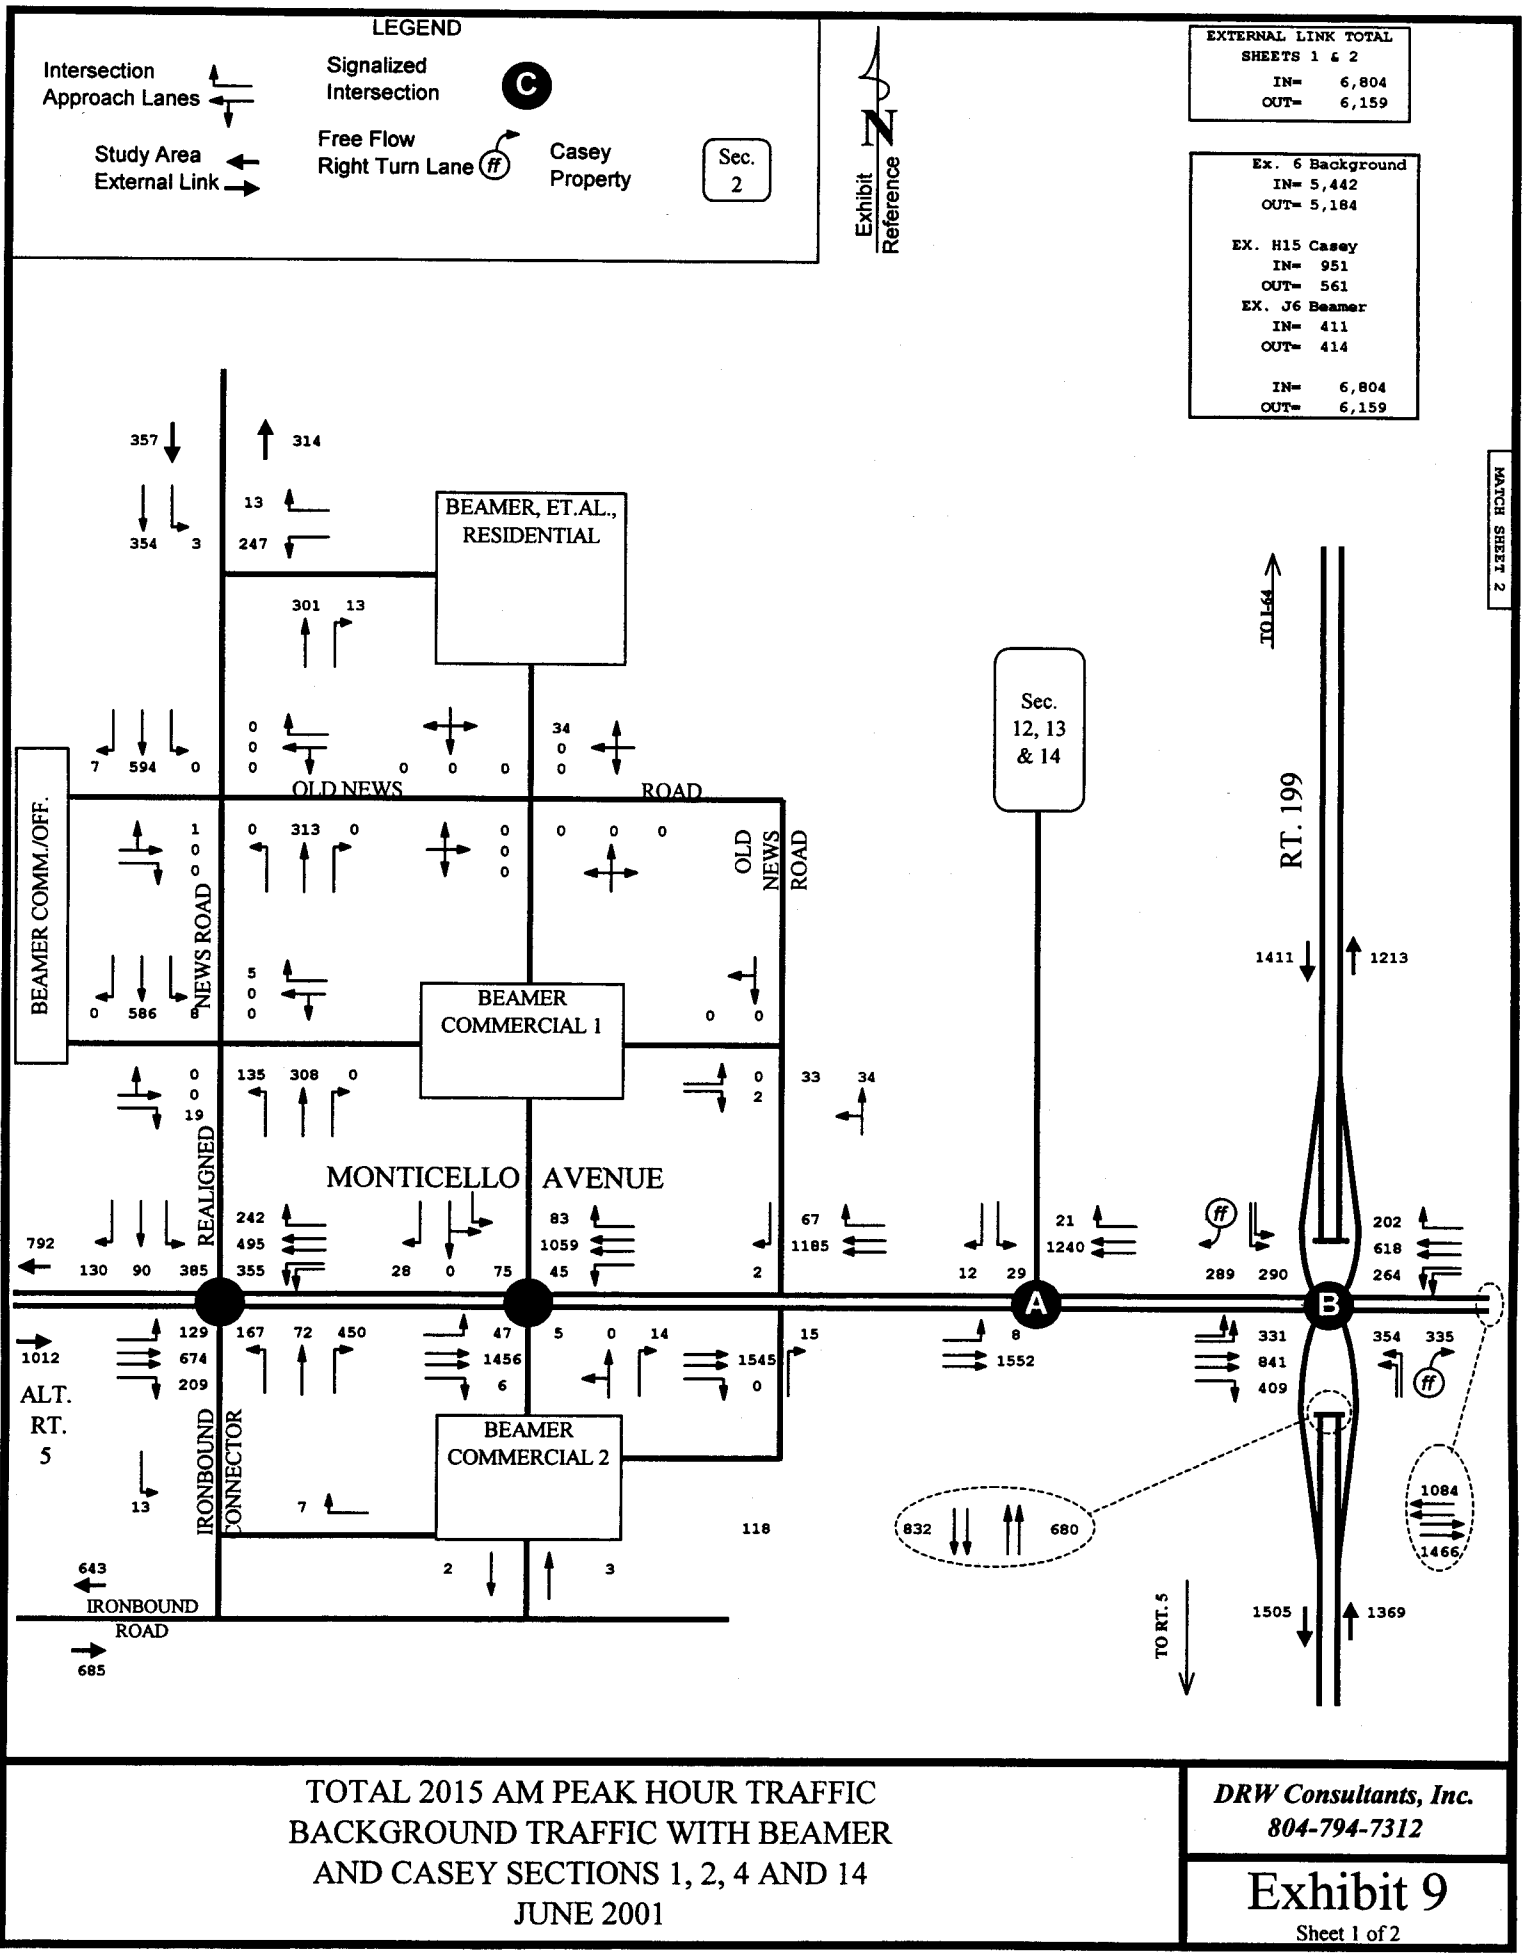 LEGEND
Intersection
Approach Lanes
Signalized
Intersection
C
Study Area
External Link
Free Flow
Right Turn Lane
ff
Casey
Property
Sec.
2
N
Exhibit
Reference
EXTERNAL LINK TOTAL
SHEETS 1 & 2
IN= 6,804
OUT= 6,159
Ex. 6 Background
IN= 5,442
OUT= 5,184
EX. H15 Casey
IN= 951
OUT= 561
EX. J6 Beamer
IN= 411
OUT= 414
IN= 6,804
OUT= 6,159
MATCH SHEET 2
357 314
13
354 3 247
BEAMER, ET.AL.,
RESIDENTIAL
301 13
TO I-64
Sec.
12, 13
& 14
0 34
0 0
7 594 0 0 0 0 0 0
OLD NEWS ROAD
1 0 313 0 0 0 0 0
0 0
0 0
OLD
NEWS
ROAD
RT. 199
BEAMER COMM./OFF.
NEWS ROAD
5
0
0 586 8 0
BEAMER
COMMERCIAL 1
0 0
1411 1213
0 135 308 0 0 33 34
0 2
19
REALIGNED
MONTICELLO AVENUE
242 83 67 21 ff 202
792 495 1059 1185 1240 618
130 90 385 355 28 0 75 45 2 12 29 289 290 264
A
B
129 167 72 450 47 5 0 14 15 8 331 354 335
1012 674 1456 1545 1552 841
209 6 0 409 ff
ALT.
RT.
5
IRONBOUND
CONNECTOR
BEAMER
COMMERCIAL 2
13 7
118
832 680
1084
1466
643 2 3
IRONBOUND
ROAD
685
TO RT. 5
1505 1369
TOTAL 2015 AM PEAK HOUR TRAFFIC
BACKGROUND TRAFFIC WITH BEAMER
AND CASEY SECTIONS 1, 2, 4 AND 14
JUNE 2001
DRW Consultants, Inc.
804-794-7312
Exhibit 9
Sheet 1 of 2